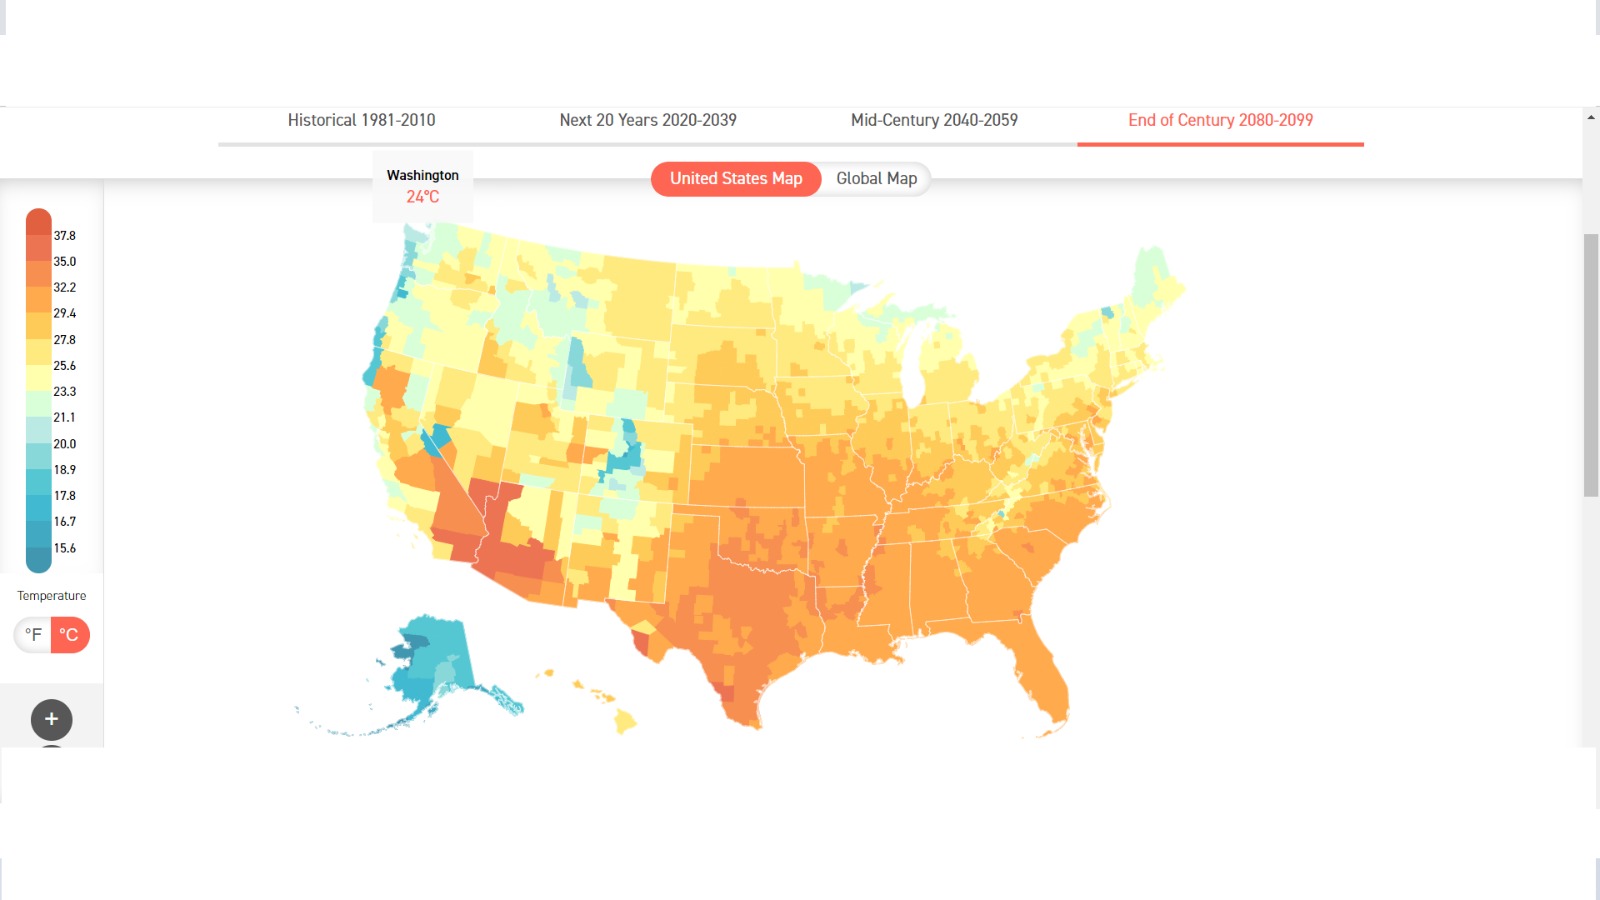 Historical 1981-2010
Next 20 Years 2020-2039
Mid-Century 2040-2059
End of Century 2080-2099
Washington
24°C
United States Map
Global Map
37.8
35.0
32.2
29.4
27.8
25.6
23.3
21.1
20.0
18.9
17.8
16.7
15.6
Temperature
°F °C
+